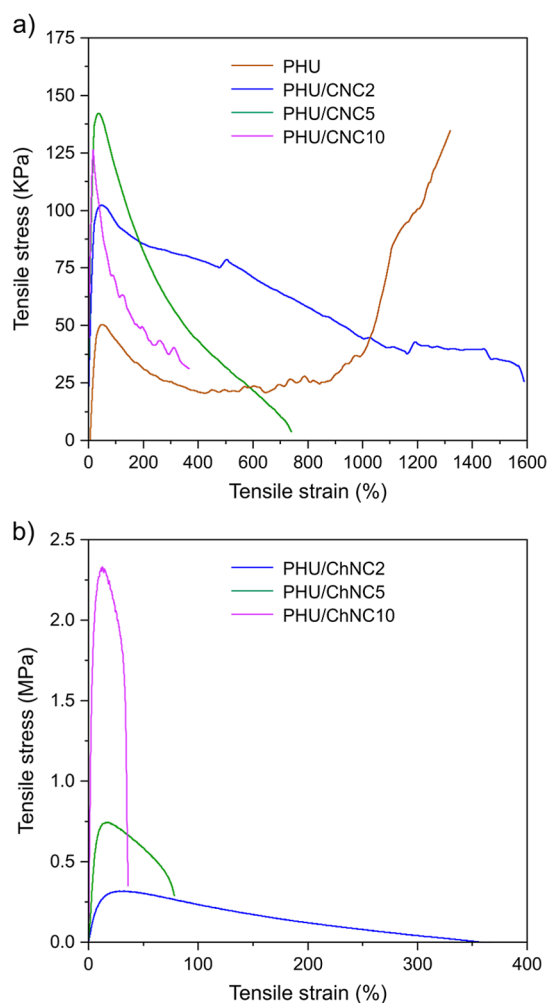 a)
175
150
125
100
75
50
25
0
Tensile stress (KPa)
PHU
PHU/CNC2
PHU/CNC5
PHU/CNC10
0 200 400 600 800 1000 1200 1400 1600
Tensile strain (%)
b)
2.5
2.0
1.5
1.0
0.5
0.0
Tensile stress (MPa)
PHU/ChNC2
PHU/ChNC5
PHU/ChNC10
0 100 200 300 400
Tensile strain (%)